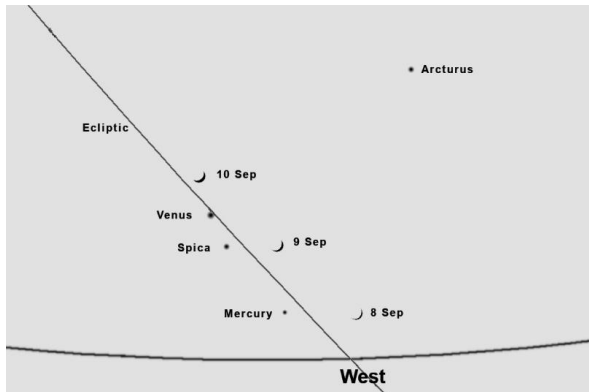 Arcturus
Ecliptic
10 Sep
Venus
Spica
9 Sep
Mercury
8 Sep
West